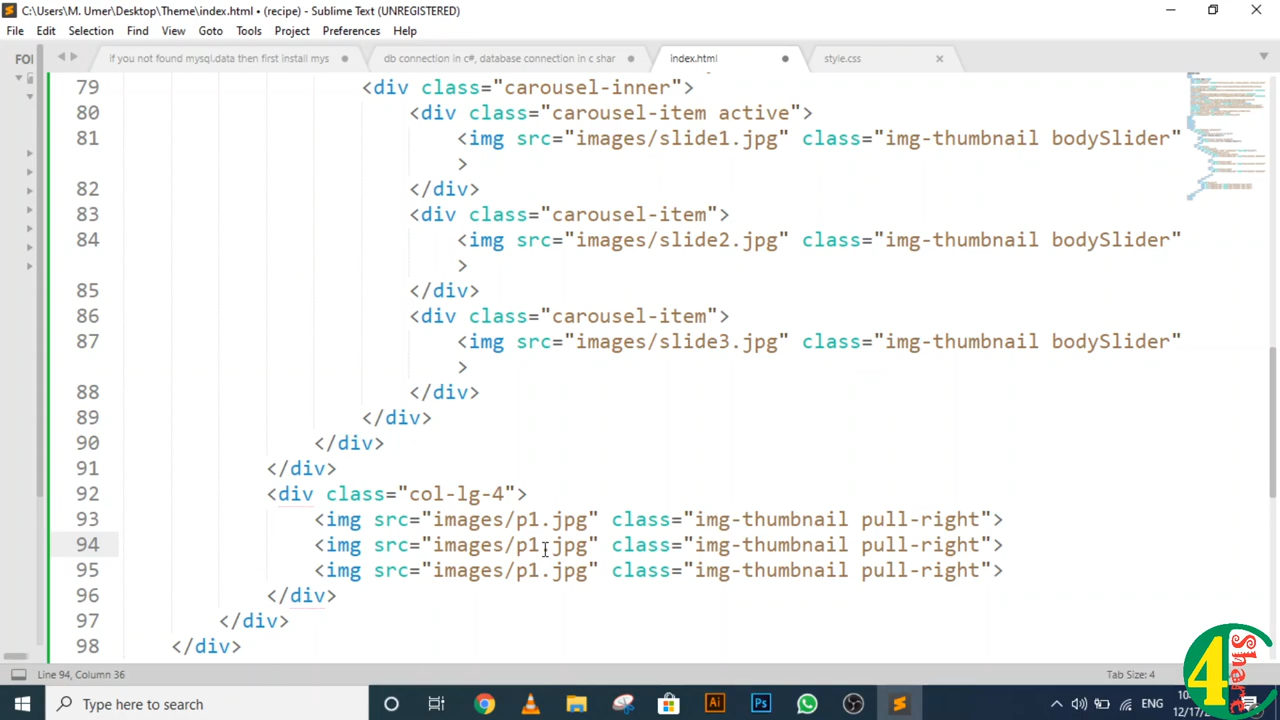 C:\Users\M. Umer\Desktop\Theme\index.html • (recipe) - Sublime Text (UNREGISTERED)
File Edit Selection Find View Goto Tools Project Preferences Help
FOI
if you not found mysql.data then first install mys
db connection in c#, database connection in c shar
index.html
style.css
79 <div class="carousel-inner">
80 <div class="carousel-item active">
81 <img src="images/slide1.jpg" class="img-thumbnail bodySlider"
>
82 </div>
83 <div class="carousel-item">
84 <img src="images/slide2.jpg" class="img-thumbnail bodySlider"
>
85 </div>
86 <div class="carousel-item">
87 <img src="images/slide3.jpg" class="img-thumbnail bodySlider"
>
88 </div>
89 </div>
90 </div>
91 </div>
92 <div class="col-lg-4">
93 <img src="images/p1.jpg" class="img-thumbnail pull-right">
94 <img src="images/p1.jpg" class="img-thumbnail pull-right">
95 <img src="images/p1.jpg" class="img-thumbnail pull-right">
96 </div>
97 </div>
98 </div>
Line 94, Column 36
Tab Size: 4
4 Share
Type here to search
Ai
Ps
ENG
12/17/